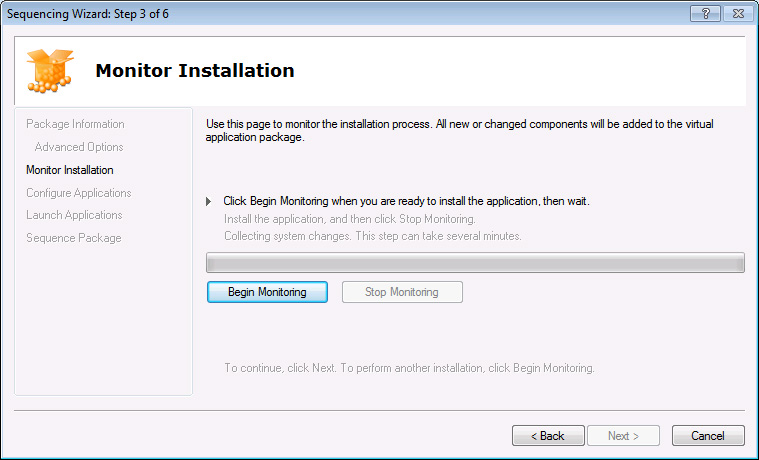 Sequencing Wizard: Step 3 of 6
?
Monitor Installation
Package Information
Advanced Options
Monitor Installation
Configure Applications
Launch Applications
Sequence Package
Use this page to monitor the installation process. All new or changed components will be added to the virtual
application package.
Click Begin Monitoring when you are ready to install the application, then wait.
Install the application, and then click Stop Monitoring.
Collecting system changes. This step can take several minutes.
Begin Monitoring
Stop Monitoring
To continue, click Next. To perform another installation, click Begin Monitoring.
< Back
Next >
Cancel